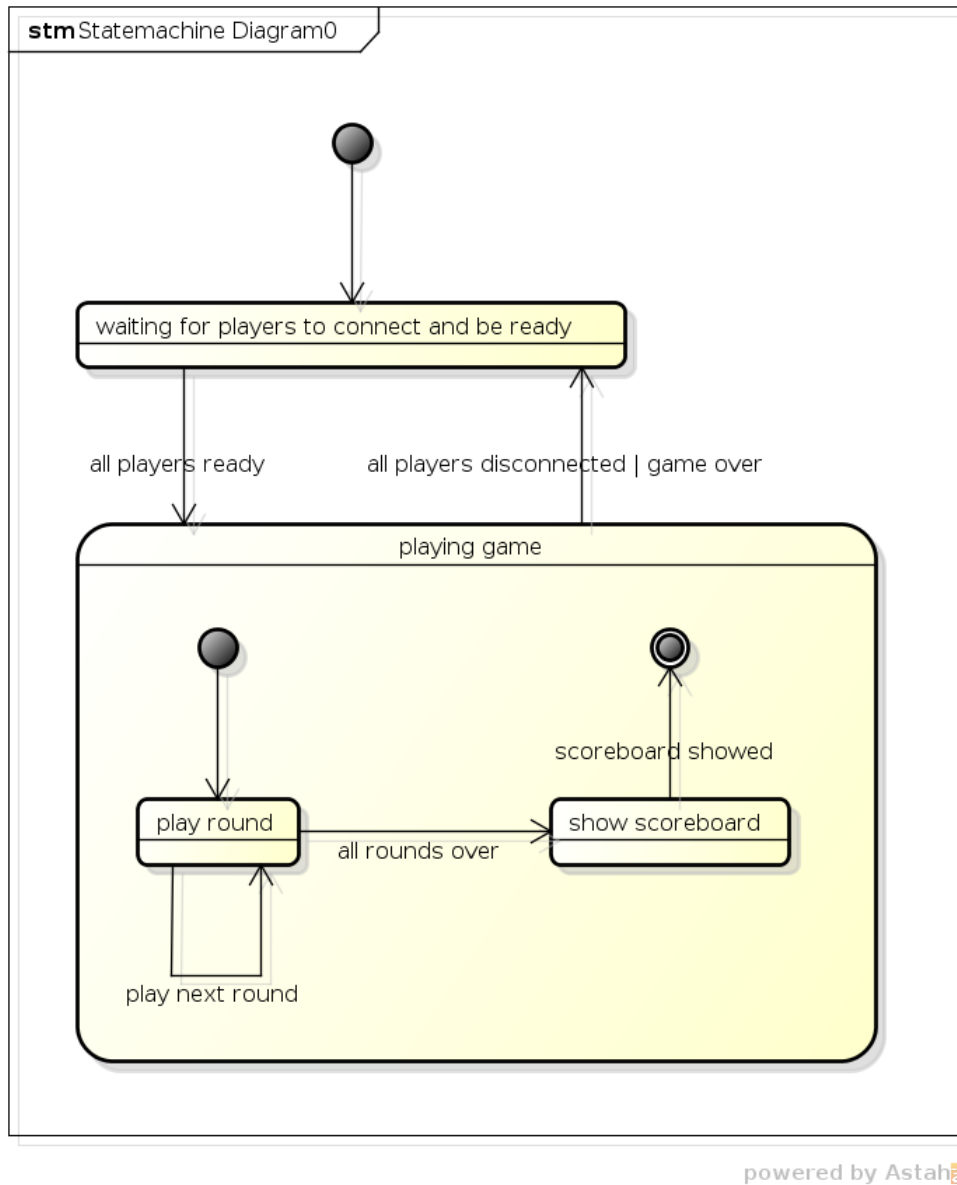 stm Statemachine Diagram0
waiting for players to connect and be ready
all players ready
all players disconnected | game over
playing game
scoreboard showed
play round
show scoreboard
all rounds over
play next round
powered by Astah